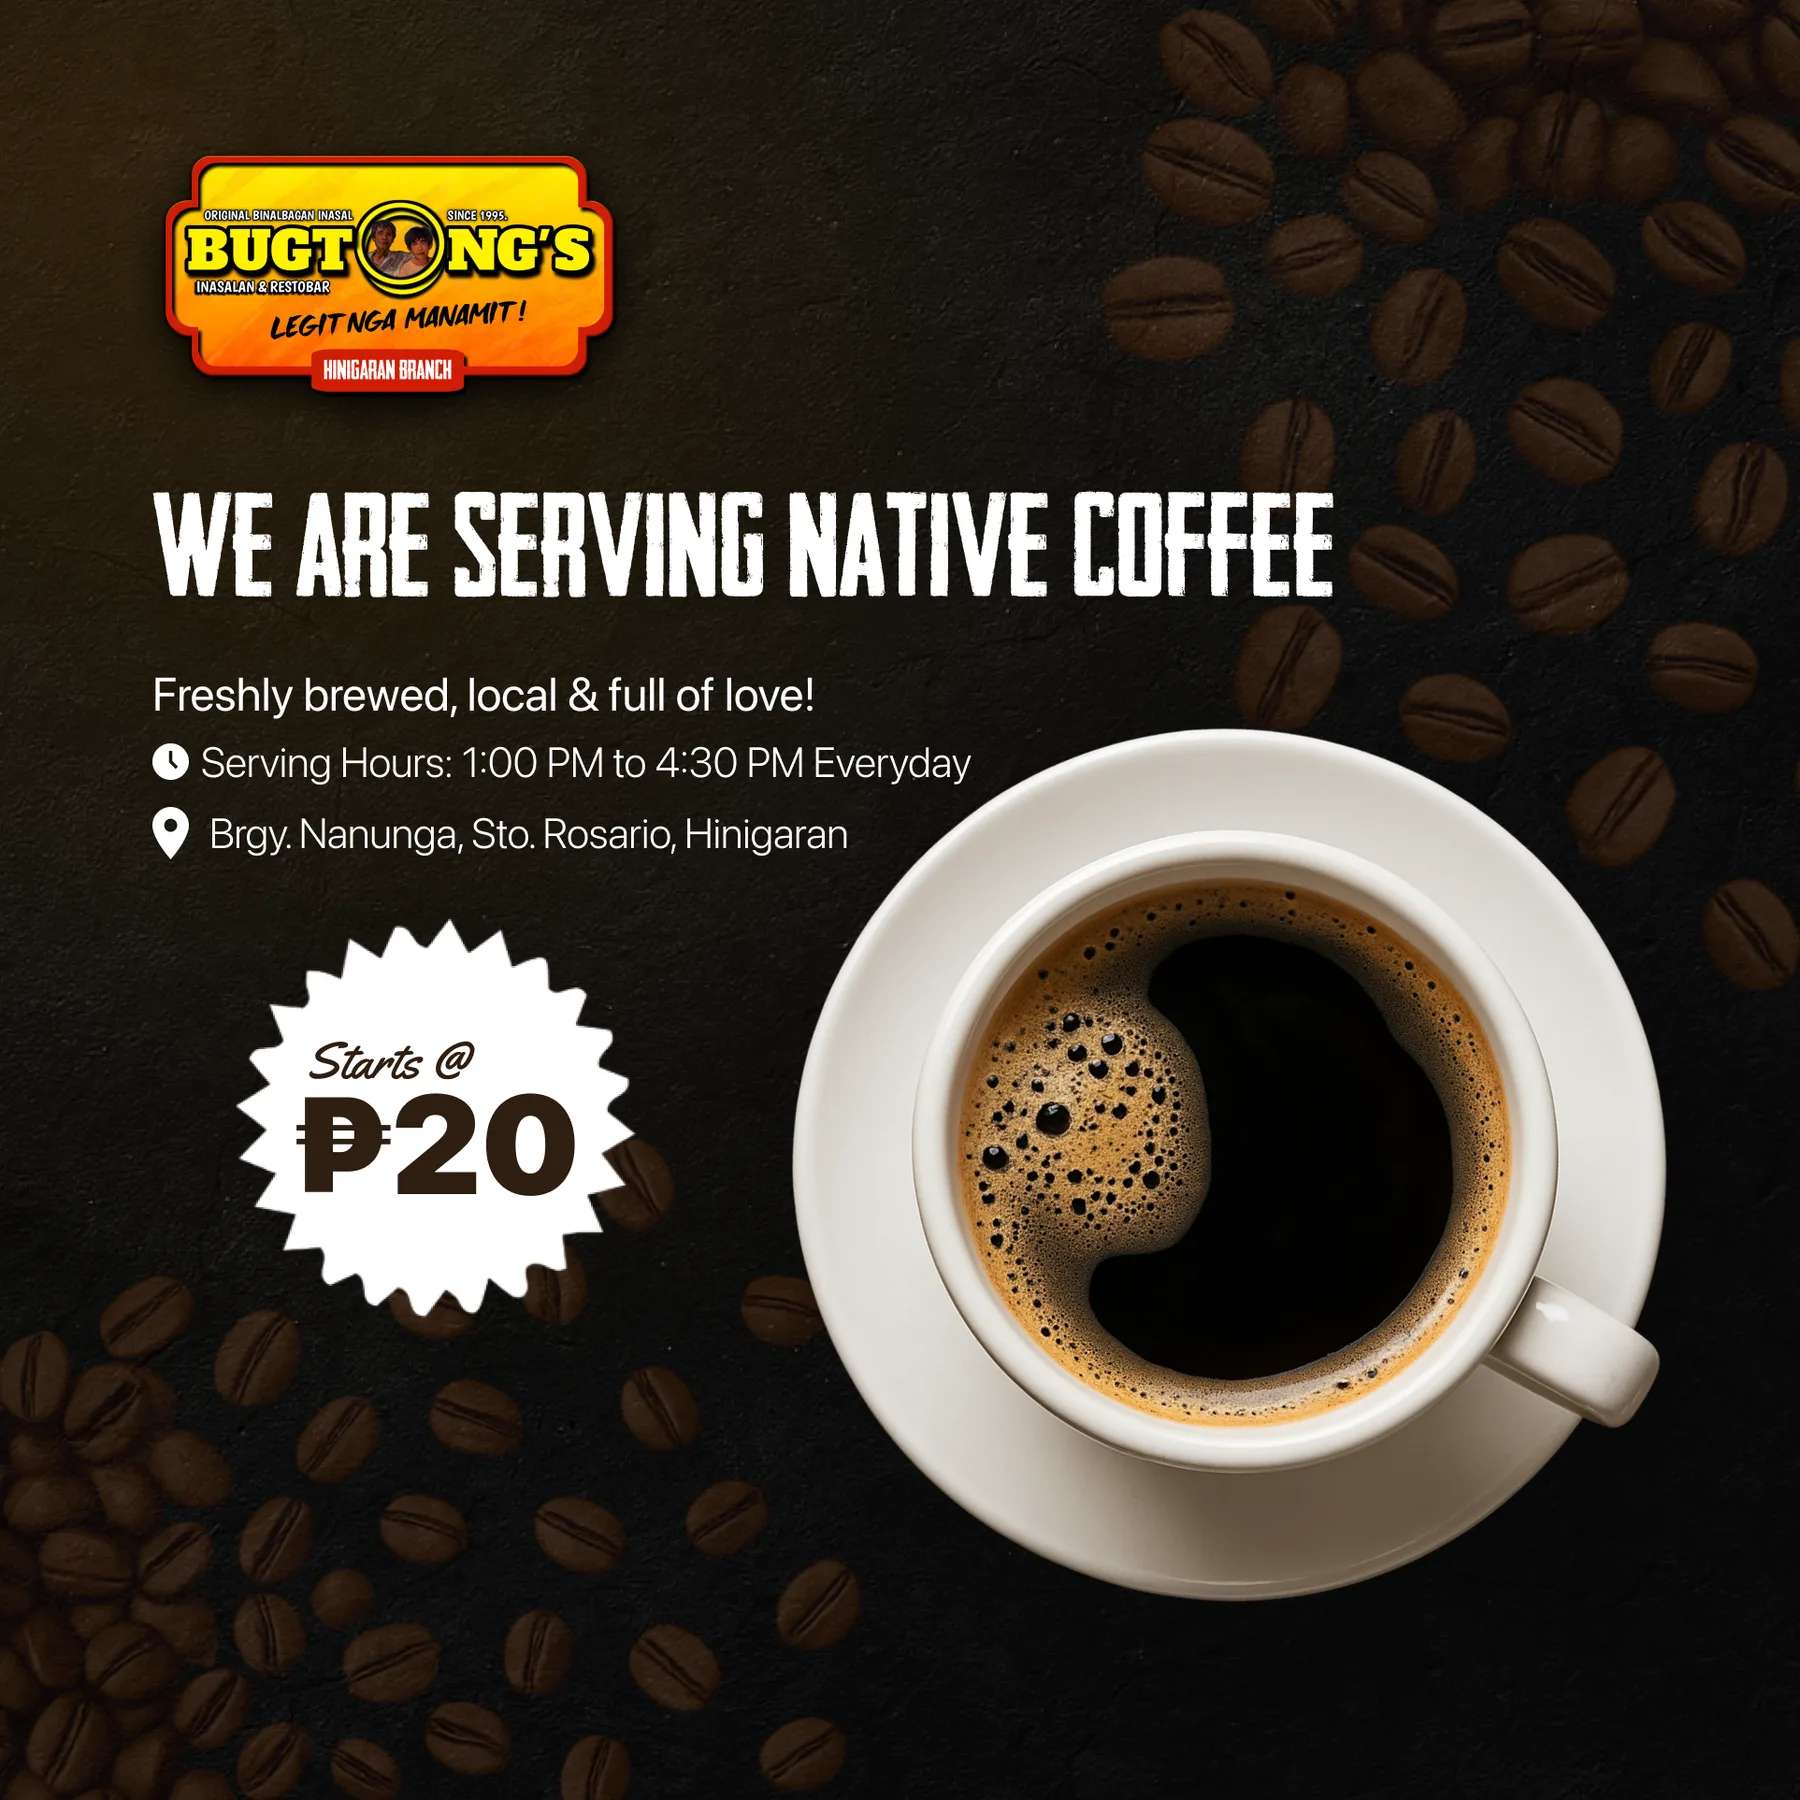 ORIGINAL BINALBAGAN INASAL SINCE 1995.
BUGTONG'S
INASALAN & RESTOBAR
LEGIT NGA MANAMIT!
HINIGARAN BRANCH
WE ARE SERVING NATIVE COFFEE
Freshly brewed, local & full of love!
Serving Hours: 1:00 PM to 4:30 PM Everyday
Brgy. Nanunga, Sto. Rosario, Hinigaran
Starts @
₱20